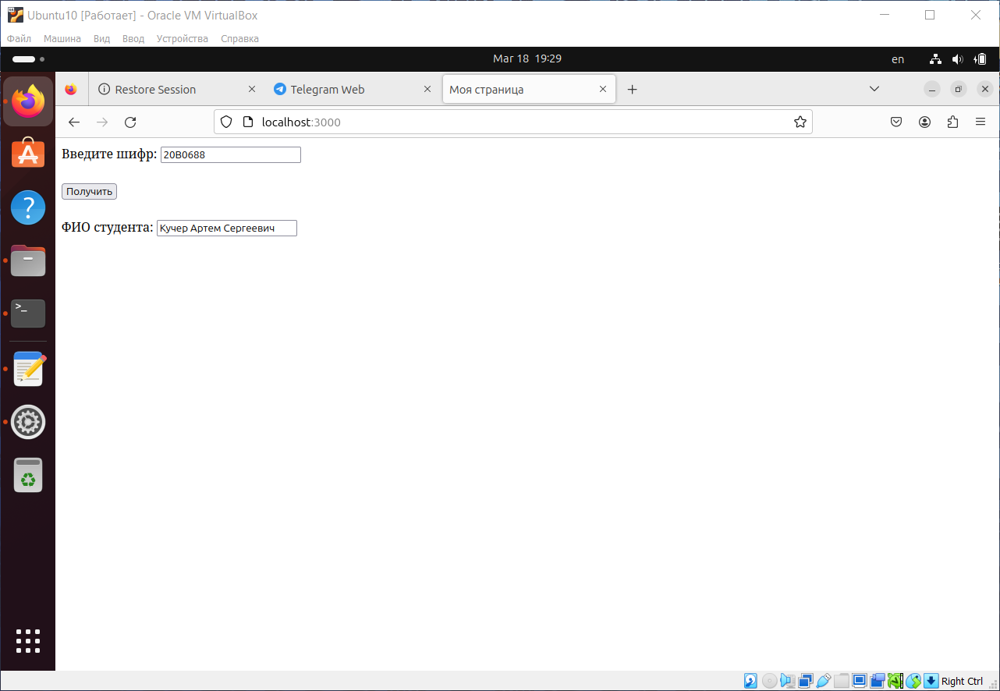 Ubuntu10 [Работает] - Oracle VM VirtualBox
Файл Машина Вид Ввод Устройства Справка
Mar 18 19:29 en
Restore Session Telegram Web Моя страница
localhost:3000
Введите шифр: 20B0688
Получить
ФИО студента: Кучер Артем Сергеевич
Right Ctrl